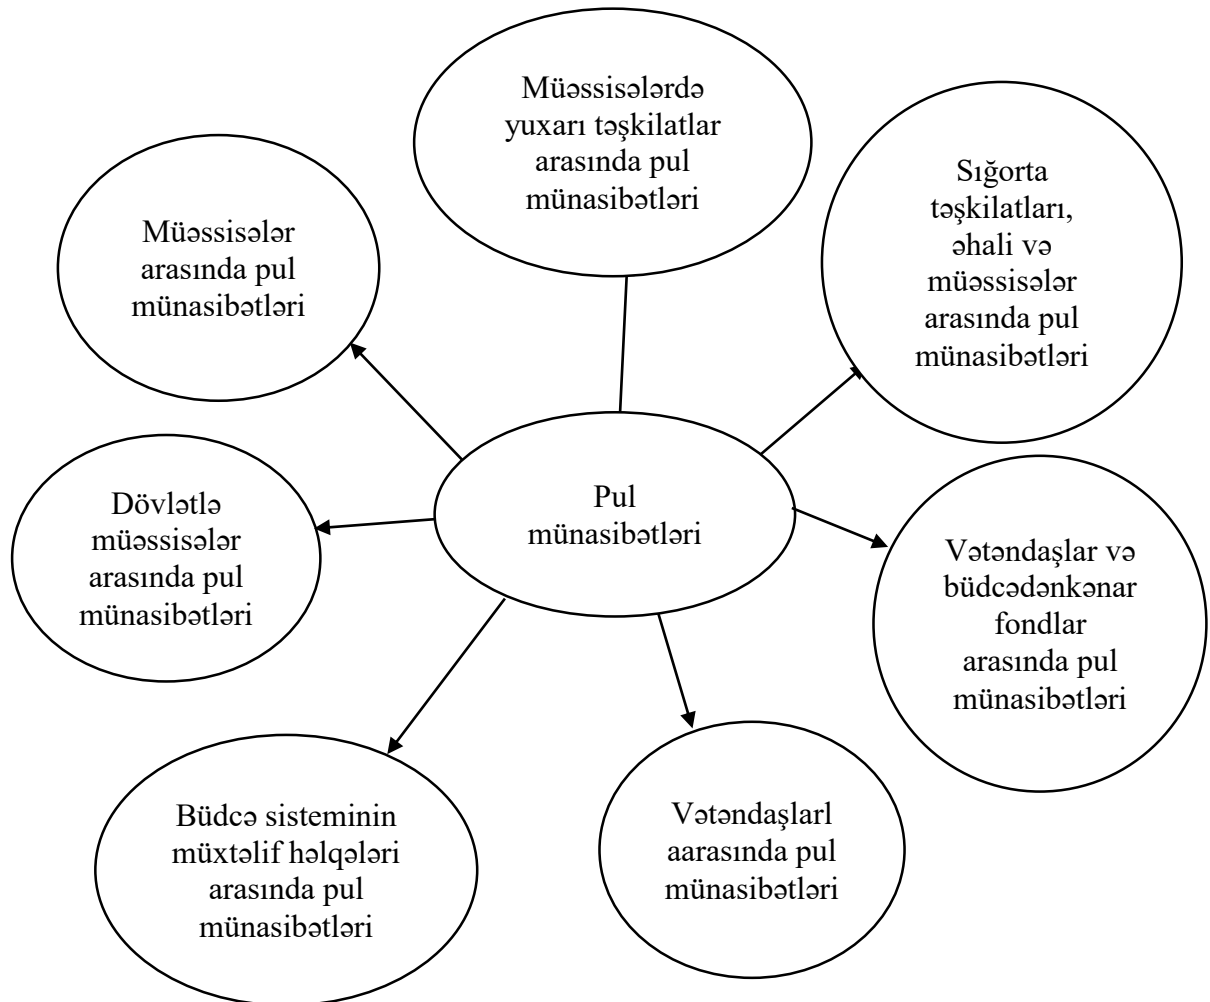 Müəssisələrdə
yuxarı təşkilatlar
arasında pul
münasibətləri
Müəssisələr
arasında pul
münasibətləri
Sığorta
təşkilatları,
əhali və
müəssisələr
arasında pul
münasibətləri
Dövlətlə
müəssisələr
arasında pul
münasibətləri
Pul
münasibətləri
Vətəndaşlar və
büdcədənkənar
fondlar
arasında pul
münasibətləri
Büdcə sisteminin
müxtəlif həlqələri
arasında pul
münasibətləri
Vətəndaşlarl
aarasında pul
münasibətləri